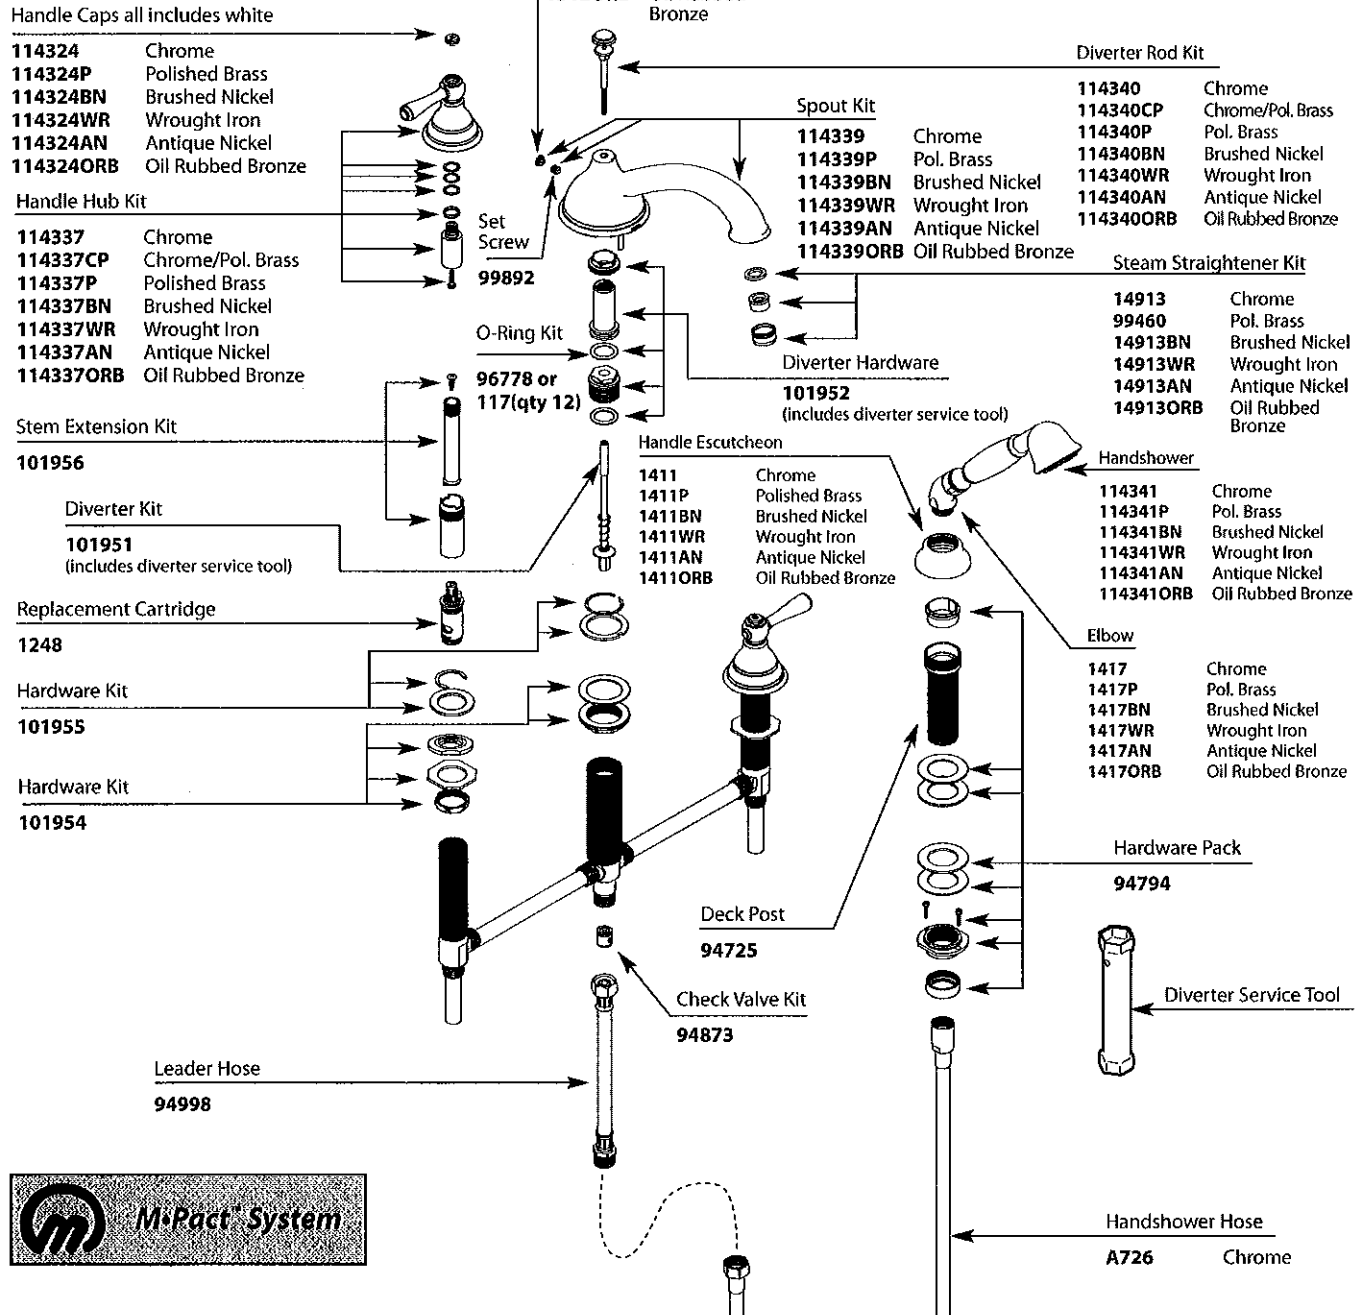 Bronze
Handle Caps all includes white
114324 Chrome
114324P Polished Brass
114324BN Brushed Nickel
114324WR Wrought Iron
114324AN Antique Nickel
114324ORB Oil Rubbed Bronze
Handle Hub Kit
114337 Chrome
114337CP Chrome/Pol. Brass
114337P Polished Brass
114337BN Brushed Nickel
114337WR Wrought Iron
114337AN Antique Nickel
114337ORB Oil Rubbed Bronze
Stem Extension Kit
101956
Diverter Kit
101951
(includes diverter service tool)
Replacement Cartridge
1248
Hardware Kit
101955
Hardware Kit
101954
Set
Screw
99892
O-Ring Kit
96778 or
117(qty 12)
Spout Kit
114339 Chrome
114339P Pol. Brass
114339BN Brushed Nickel
114339WR Wrought Iron
114339AN Antique Nickel
114339ORB Oil Rubbed Bronze
Diverter Rod Kit
114340 Chrome
114340CP Chrome/Pol. Brass
114340P Pol. Brass
114340BN Brushed Nickel
114340WR Wrought Iron
114340AN Antique Nickel
114340ORB Oil Rubbed Bronze
Steam Straightener Kit
14913 Chrome
99460 Pol. Brass
14913BN Brushed Nickel
14913WR Wrought Iron
14913AN Antique Nickel
14913ORB Oil Rubbed
Bronze
Diverter Hardware
101952
(includes diverter service tool)
Handle Escutcheon
1411 Chrome
1411P Polished Brass
1411BN Brushed Nickel
1411WR Wrought Iron
1411AN Antique Nickel
1411ORB Oil Rubbed Bronze
Handshower
114341 Chrome
114341P Pol. Brass
114341BN Brushed Nickel
114341WR Wrought Iron
114341AN Antique Nickel
114341ORB Oil Rubbed Bronze
Elbow
1417 Chrome
1417P Pol. Brass
1417BN Brushed Nickel
1417WR Wrought Iron
1417AN Antique Nickel
1417ORB Oil Rubbed Bronze
Hardware Pack
94794
Deck Post
94725
Check Valve Kit
94873
Diverter Service Tool
Leader Hose
94998
M•Pact™ System
Handshower Hose
A726 Chrome